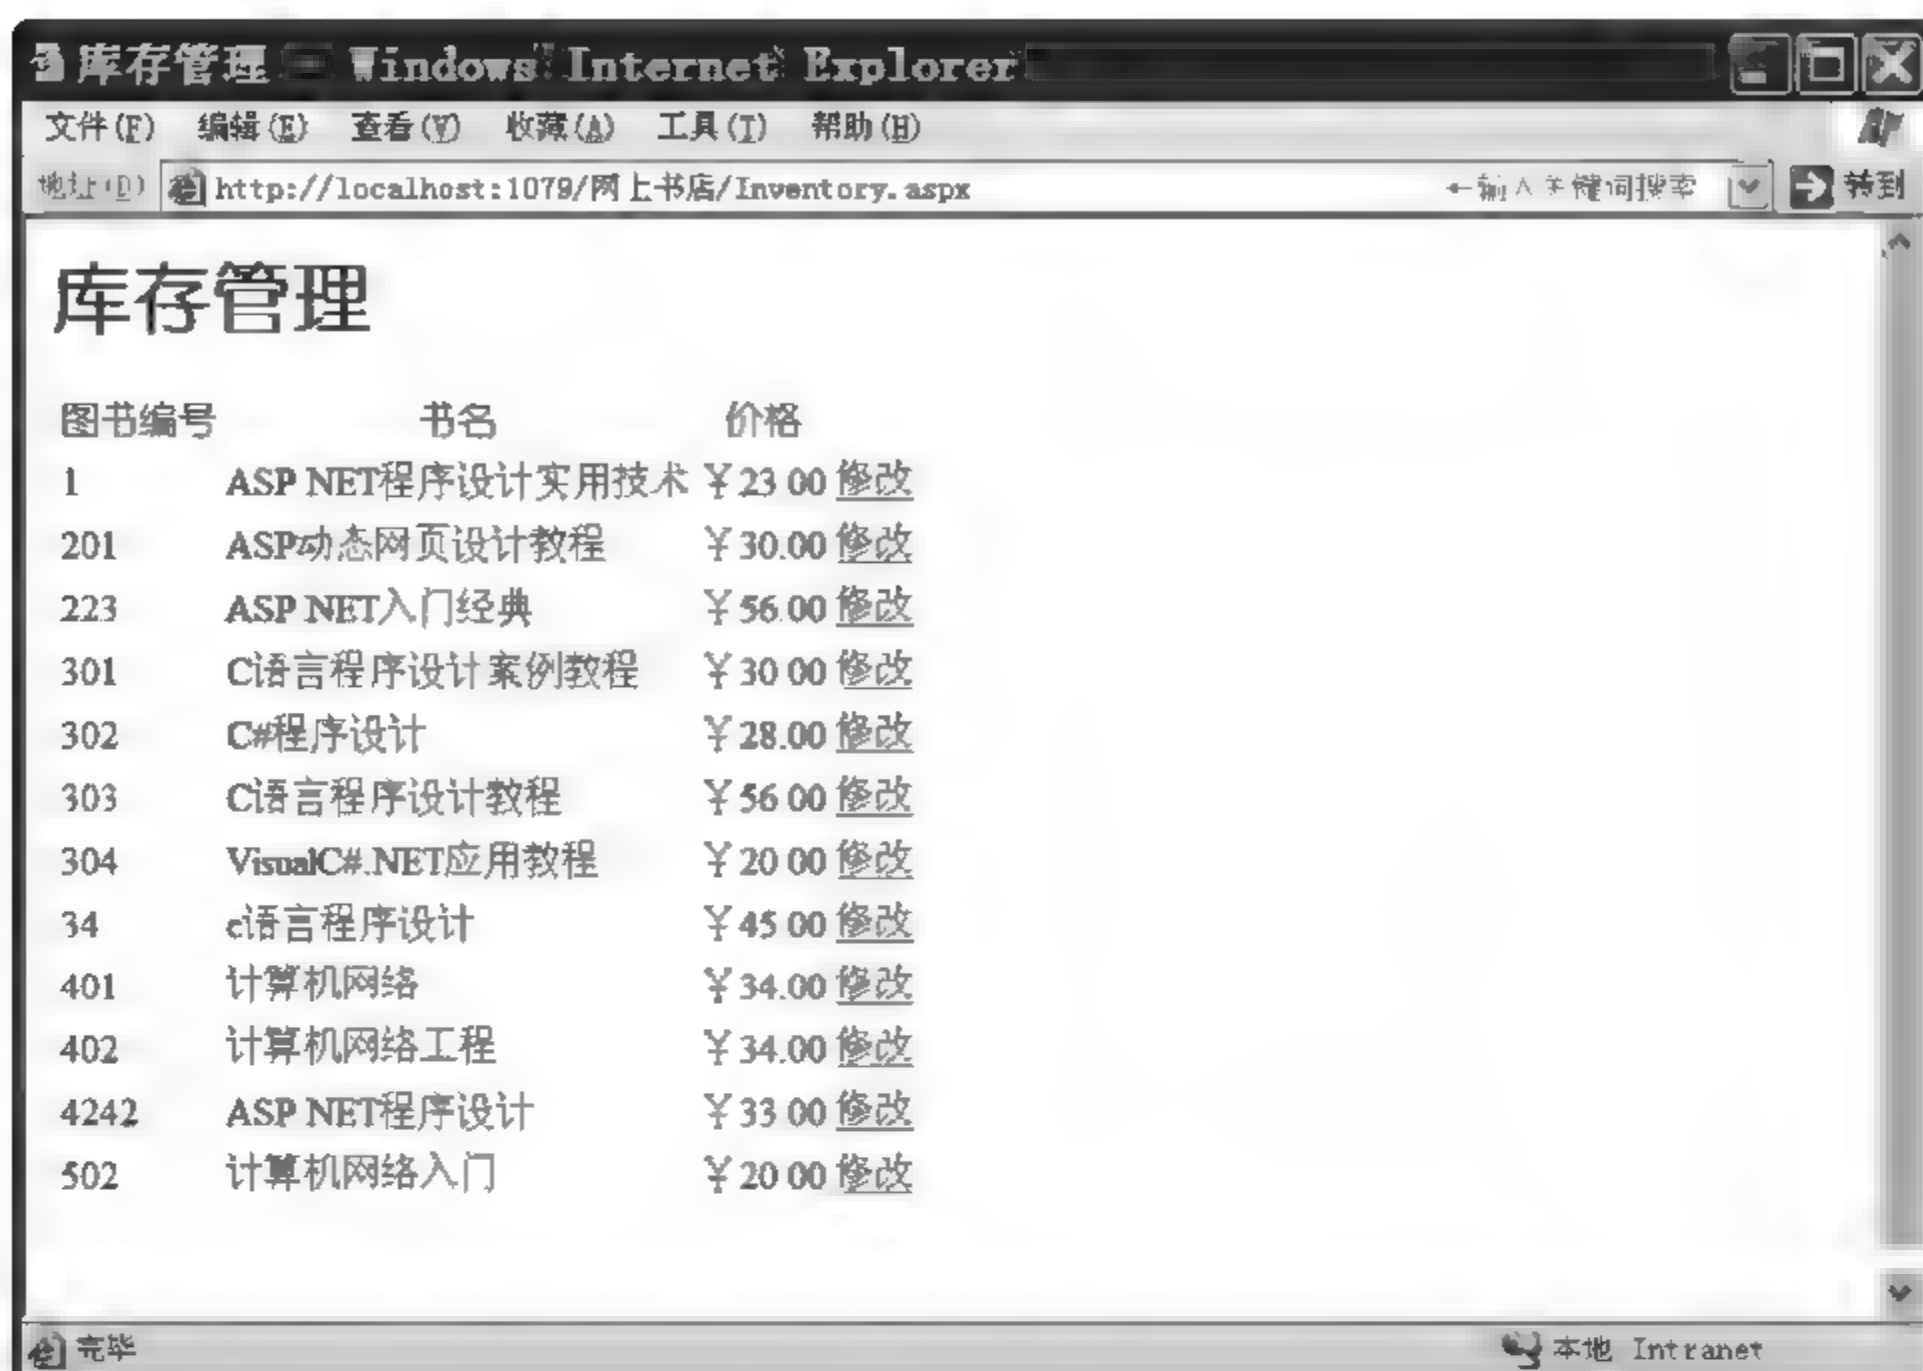 库存管理 - Windows Internet Explorer
文件(F) 编辑(E) 查看(V) 收藏(A) 工具(T) 帮助(H)
地址(D) http://localhost:1079/网上书店/Inventory.aspx ←输入关键词搜索 转到
库存管理
图书编号 书名 价格
1 ASP NET程序设计实用技术 ¥23 00 修改
201 ASP动态网页设计教程 ¥30.00 修改
223 ASP NET入门经典 ¥56.00 修改
301 C语言程序设计案例教程 ¥30 00 修改
302 C#程序设计 ¥28.00 修改
303 C语言程序设计教程 ¥56 00 修改
304 VisualC#.NET应用教程 ¥20 00 修改
34 c语言程序设计 ¥45 00 修改
401 计算机网络 ¥34.00 修改
402 计算机网络工程 ¥34.00 修改
4242 ASP NET程序设计 ¥33 00 修改
502 计算机网络入门 ¥20 00 修改
完毕 本地 Intranet